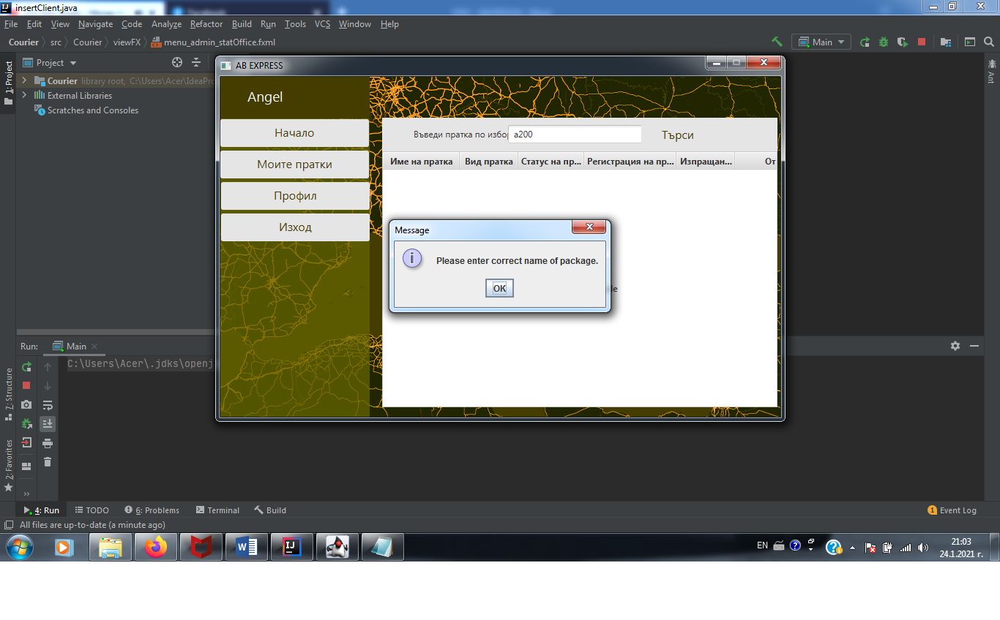 insertClient.java
File Edit View Navigate Code Analyze Refactor Build Run Tools VCS Window Help
Courier src Courier viewFX menu_admin_statOffice.fxml
Main
1: Project
Project
Courier library root, C:\Users\Acer\IdeaPro
External Libraries
Scratches and Consoles
Ant
AB EXPRESS
Angel
Начало
Моите пратки
Профил
Изход
Въведи пратка по избор
a200
Търси
Име на пратка Вид пратка Статус на пр... Регистрация на пр... Изпращан... От
Message
Please enter correct name of package.
OK
Run: Main
C:\Users\Acer\.jdks\openj
7: Structure
2: Favorites
4: Run TODO 6: Problems Terminal Build
1 Event Log
All files are up-to-date (a minute ago)
EN
21:03
24.1.2021 г.